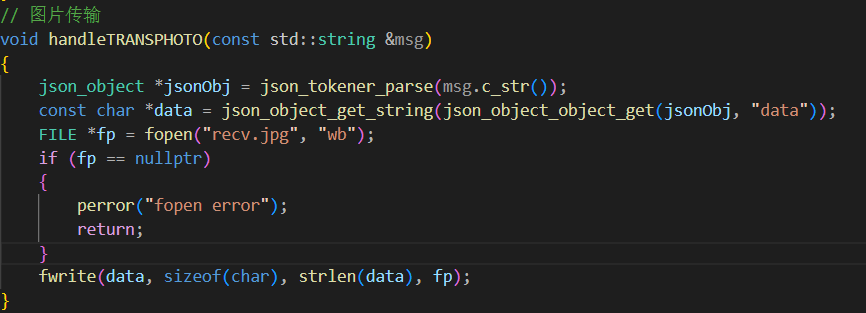 // 图片传输
void handleTRANSPHOTO(const std::string &msg)
{
    json_object *jsonObj = json_tokener_parse(msg.c_str());
    const char *data = json_object_get_string(json_object_object_get(jsonObj, "data"));
    FILE *fp = fopen("recv.jpg", "wb");
    if (fp == nullptr)
    {
        perror("fopen error");
        return;
    }
    fwrite(data, sizeof(char), strlen(data), fp);
}